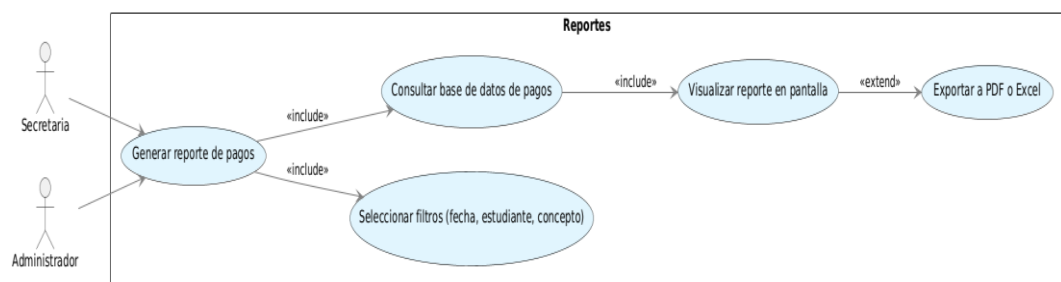 Reportes
Secretaria
Administrador
Generar reporte de pagos
«include»
«include»
Consultar base de datos de pagos
Seleccionar filtros (fecha, estudiante, concepto)
«include»
Visualizar reporte en pantalla
«extend»
Exportar a PDF o Excel